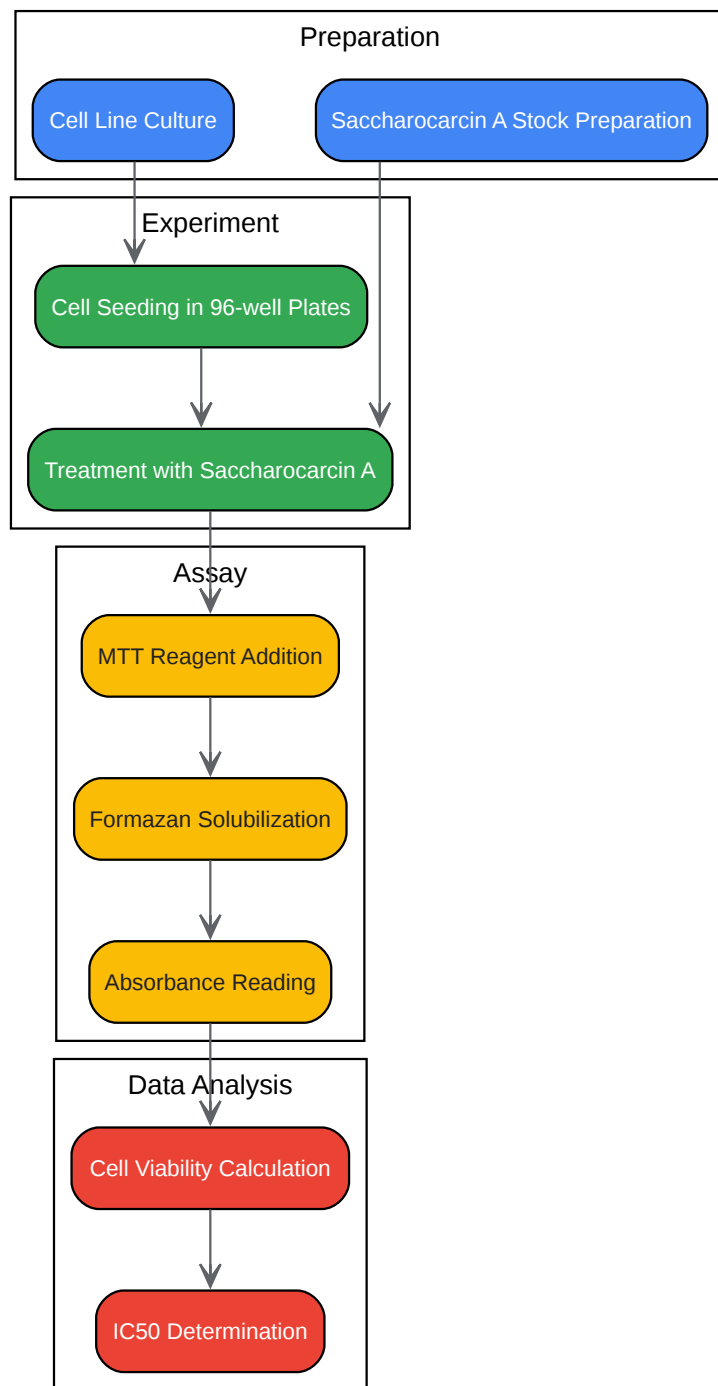 Preparation
Cell Line Culture
Saccharocarcin A Stock Preparation
Experiment
Cell Seeding in 96-well Plates
Treatment with Saccharocarcin A
Assay
MTT Reagent Addition
Formazan Solubilization
Absorbance Reading
Data Analysis
Cell Viability Calculation
IC50 Determination